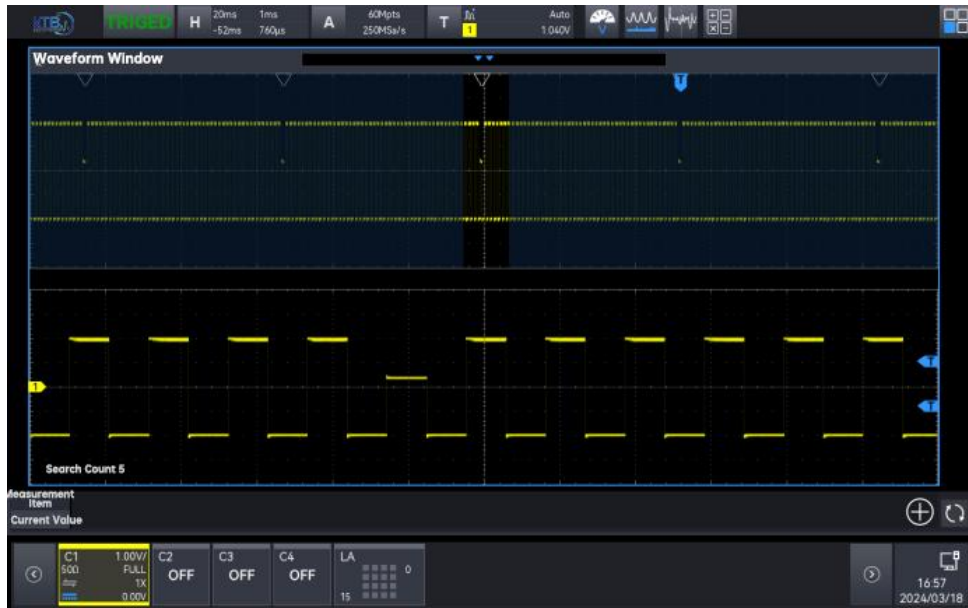 KTB TRIGED H 20ms 1ms A 60Mpts T 1 Auto
-52ms 760μs 250MSa/s 1.040V
Waveform Window
T
T
1
T
Search Count 5
Measurement
Item
Current Value
C1 1.00V/ C2 C3 C4 LA
50Ω FULL OFF OFF OFF 0
1X
0.00V 15
16:57
2024/03/18